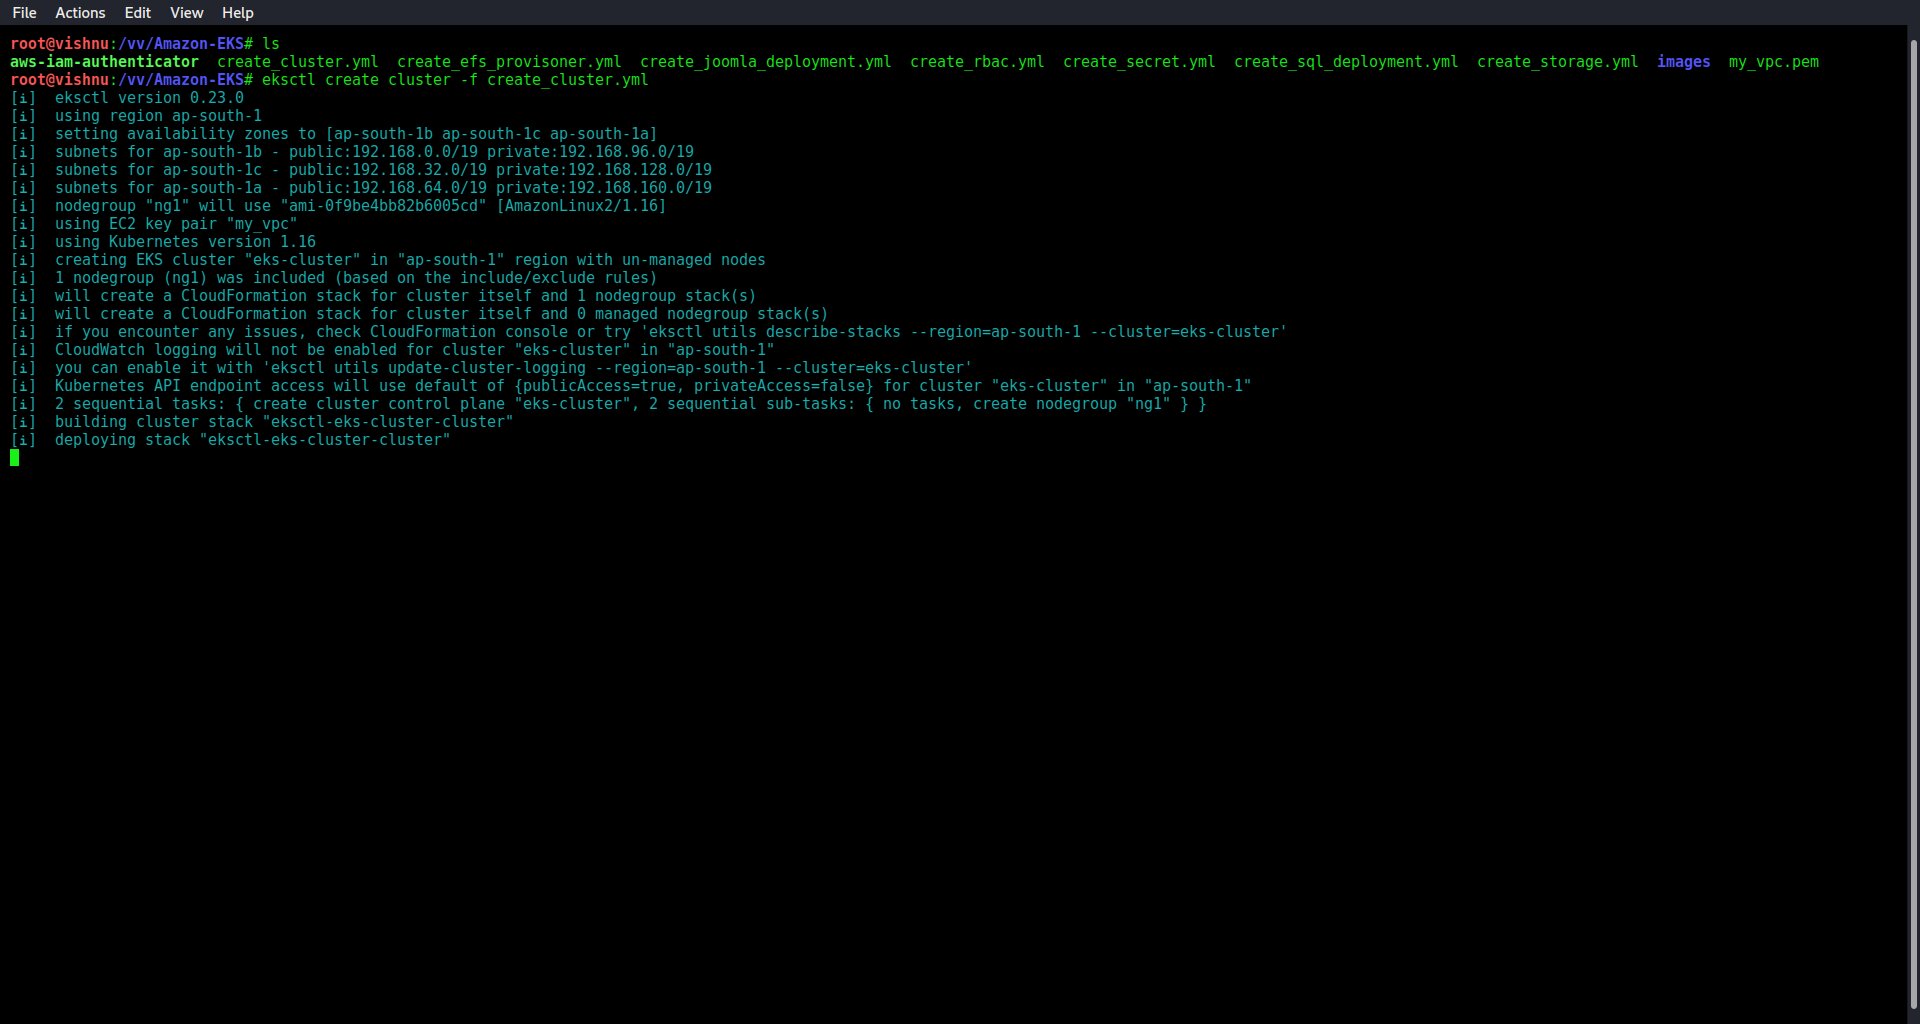 File Actions Edit View Help
root@vishnu:/vv/Amazon-EKS# ls
aws-iam-authenticator  create_cluster.yml  create_efs_provisoner.yml  create_joomla_deployment.yml  create_rbac.yml  create_secret.yml  create_sql_deployment.yml  create_storage.yml  images  my_vpc.pem
root@vishnu:/vv/Amazon-EKS# eksctl create cluster -f create_cluster.yml
[i]  eksctl version 0.23.0
[i]  using region ap-south-1
[i]  setting availability zones to [ap-south-1b ap-south-1c ap-south-1a]
[i]  subnets for ap-south-1b - public:192.168.0.0/19 private:192.168.96.0/19
[i]  subnets for ap-south-1c - public:192.168.32.0/19 private:192.168.128.0/19
[i]  subnets for ap-south-1a - public:192.168.64.0/19 private:192.168.160.0/19
[i]  nodegroup "ng1" will use "ami-0f9be4bb82b6005cd" [AmazonLinux2/1.16]
[i]  using EC2 key pair "my_vpc"
[i]  using Kubernetes version 1.16
[i]  creating EKS cluster "eks-cluster" in "ap-south-1" region with un-managed nodes
[i]  1 nodegroup (ng1) was included (based on the include/exclude rules)
[i]  will create a CloudFormation stack for cluster itself and 1 nodegroup stack(s)
[i]  will create a CloudFormation stack for cluster itself and 0 managed nodegroup stack(s)
[i]  if you encounter any issues, check CloudFormation console or try 'eksctl utils describe-stacks --region=ap-south-1 --cluster=eks-cluster'
[i]  CloudWatch logging will not be enabled for cluster "eks-cluster" in "ap-south-1"
[i]  you can enable it with 'eksctl utils update-cluster-logging --region=ap-south-1 --cluster=eks-cluster'
[i]  Kubernetes API endpoint access will use default of {publicAccess=true, privateAccess=false} for cluster "eks-cluster" in "ap-south-1"
[i]  2 sequential tasks: { create cluster control plane "eks-cluster", 2 sequential sub-tasks: { no tasks, create nodegroup "ng1" } }
[i]  building cluster stack "eksctl-eks-cluster-cluster"
[i]  deploying stack "eksctl-eks-cluster-cluster"